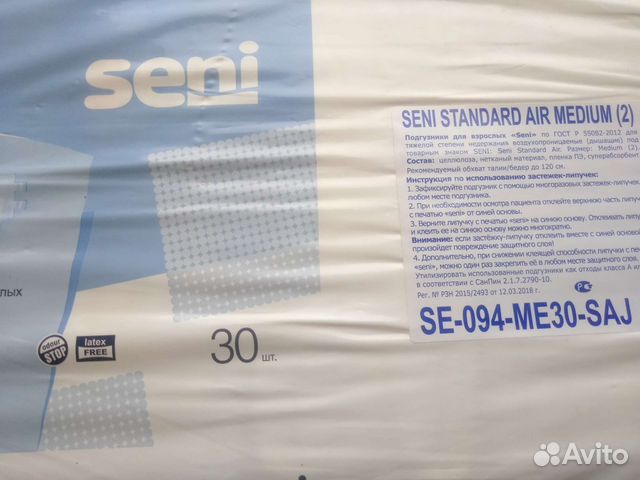 seni
SENI STANDARD AIR MEDIUM (2)
Подгузники для взрослых «Seni» по ГОСТ Р 55082-2012 для
тяжелой степени недержания воздухопроницаемые (дышащие) под
товарным знаком SENI: Seni Standard Air. Размер: Medium (2).
Состав: целлюлоза, нетканый материал, пленка ПЭ, суперабсорбент
Рекомендуемый обхват талии/бедер до 120 см.
Инструкция по использованию застежек-липучек:
1. Зафиксируйте подгузник с помощью многоразовых застежек-липучек
любом месте подгузника.
2. При необходимости осмотра пациента отклейте верхнюю часть липуч
с печатью «seni» от синей основы.
3. Верните липучку с печатью «seni» на синюю основу. Отклеивать липуч
и клеить ее на синюю основу можно многократно.
Внимание: если застёжку-липучку отклеить вместе с синей основой
произойдет повреждение защитного слоя!
4. Дополнительно, при снижении клеящей способности липучки с печ
«seni», можно один раз закрепить её в любом месте защитного слоя.
Утилизировать использованные подгузники как отходы класса А и
в соответствии с СанПин 2.1.7.2790-10.
Рег. № РЗН 2015/2493 от 12.03.2018 г.
SE-094-ME30-SAJ
лых
odour
STOP
latex
FREE
30 шт.
Avito